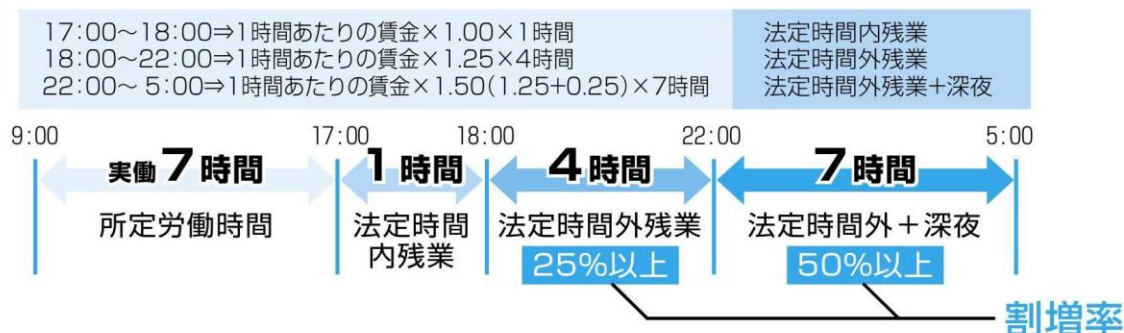 17:00～18:00⇒1時間あたりの賃金×1.00×1時間 法定時間内残業
18:00～22:00⇒1時間あたりの賃金×1.25×4時間 法定時間外残業
22:00～ 5:00⇒1時間あたりの賃金×1.50(1.25+0.25)×7時間 法定時間外残業+深夜
9:00 17:00 18:00 22:00 5:00
実働7時間 1時間 4時間 7時間
所定労働時間 法定時間 法定時間外残業 法定時間外＋深夜
内残業 25%以上 50%以上
割増率